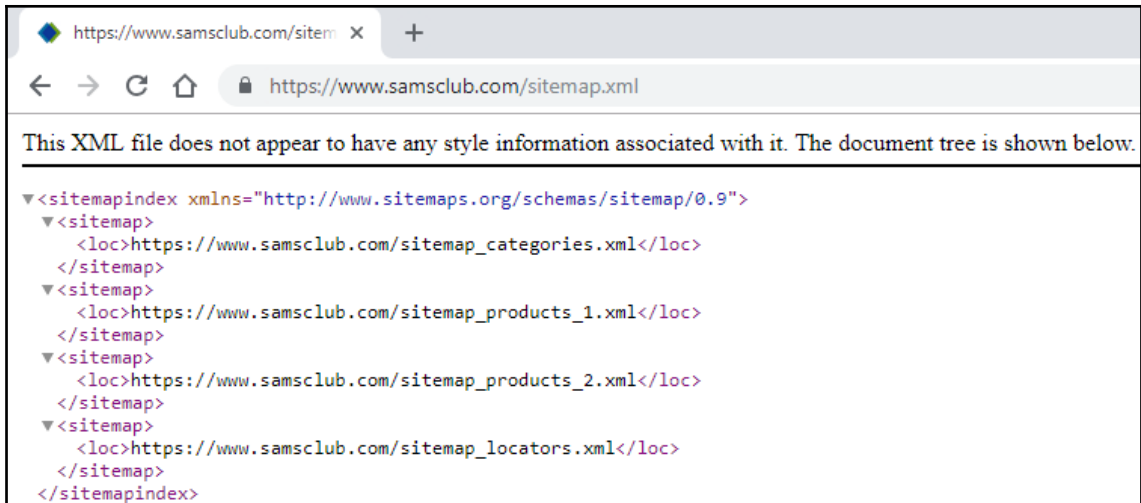 https://www.samsclub.com/sitem
https://www.samsclub.com/sitemap.xml
This XML file does not appear to have any style information associated with it. The document tree is shown below.
▼<sitemapindex xmlns="http://www.sitemaps.org/schemas/sitemap/0.9">
▼<sitemap>
<loc>https://www.samsclub.com/sitemap_categories.xml</loc>
</sitemap>
▼<sitemap>
<loc>https://www.samsclub.com/sitemap_products_1.xml</loc>
</sitemap>
▼<sitemap>
<loc>https://www.samsclub.com/sitemap_products_2.xml</loc>
</sitemap>
▼<sitemap>
<loc>https://www.samsclub.com/sitemap_locators.xml</loc>
</sitemap>
</sitemapindex>